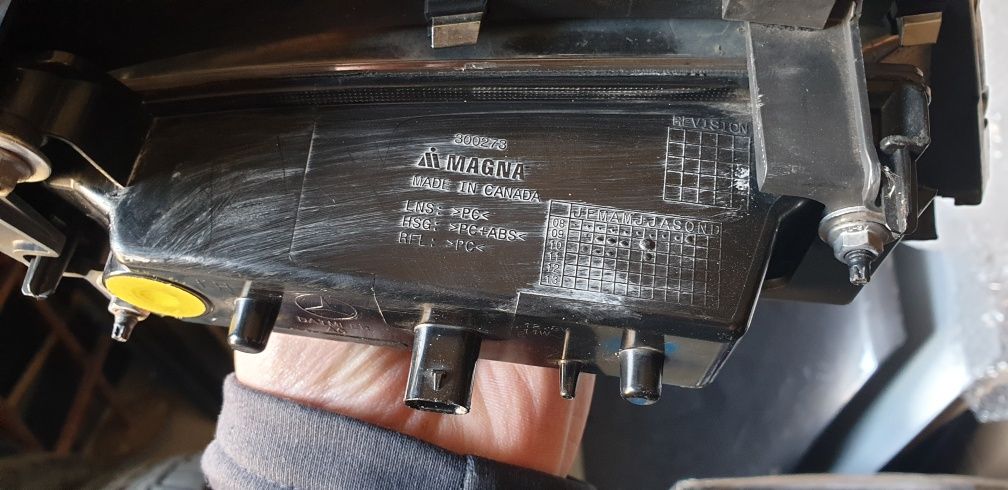 300273
MAGNA
MADE IN CANADA
LNS: >PC<
HSG: >PC+ABS<
RFL: >PC<
REVISION
JFMAMJJASOND
08
09
10
11
12
13
T